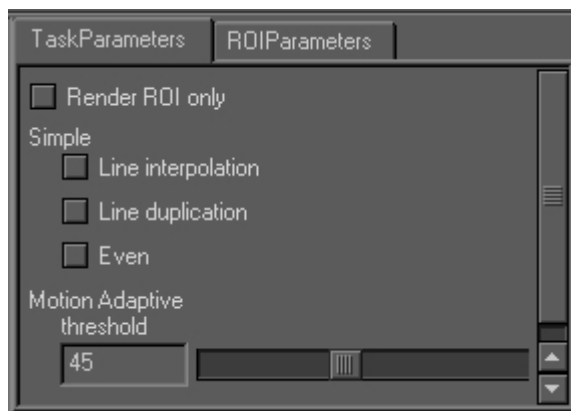 TaskParameters ROIParameters
Render ROI only
Simple
Line interpolation
Line duplication
Even
Motion Adaptive
threshold
45